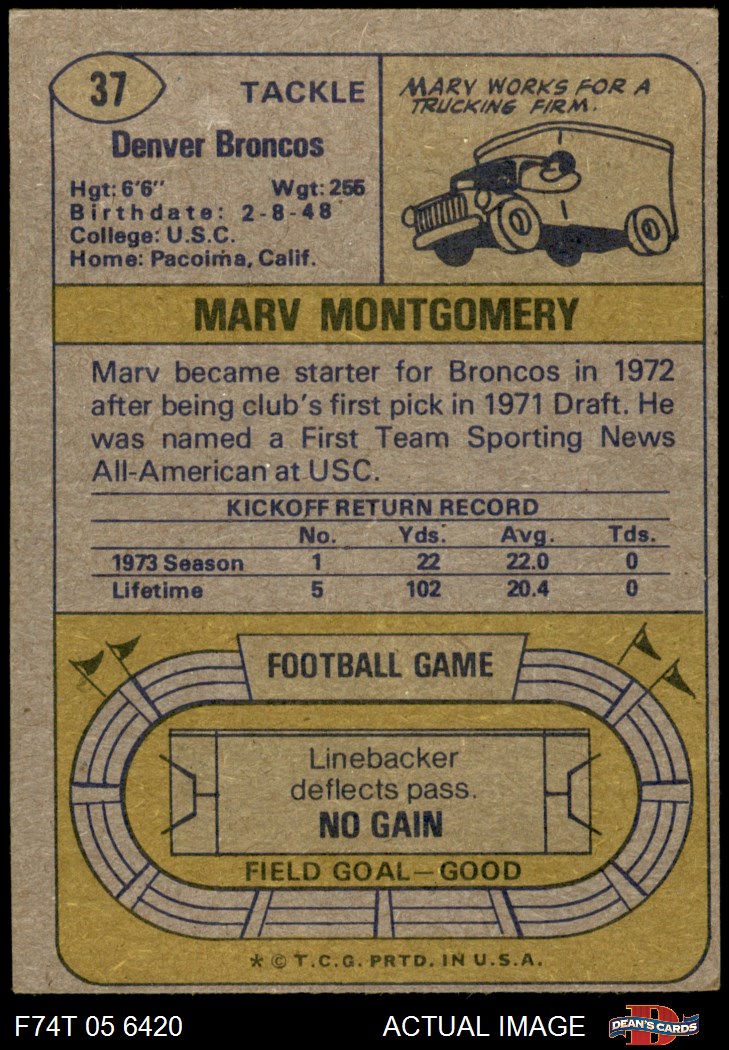 37
TACKLE
Denver Broncos
Hgt: 6'6" Wgt: 255
Birthdate: 2-8-48
College: U.S.C.
Home: Pacoima, Calif.
MARV WORKS FOR A
TRUCKING FIRM.
MARV MONTGOMERY
Marv became starter for Broncos in 1972
after being club's first pick in 1971 Draft. He
was named a First Team Sporting News
All-American at USC.
KICKOFF RETURN RECORD
No. Yds. Avg. Tds.
1973 Season 1 22 22.0 0
Lifetime 5 102 20.4 0
FOOTBALL GAME
Linebacker
deflects pass.
NO GAIN
FIELD GOAL—GOOD
* © T.C.G. PRTD. IN U.S.A.
F74T 05 6420 ACTUAL IMAGE
D
DEAN'S CARDS